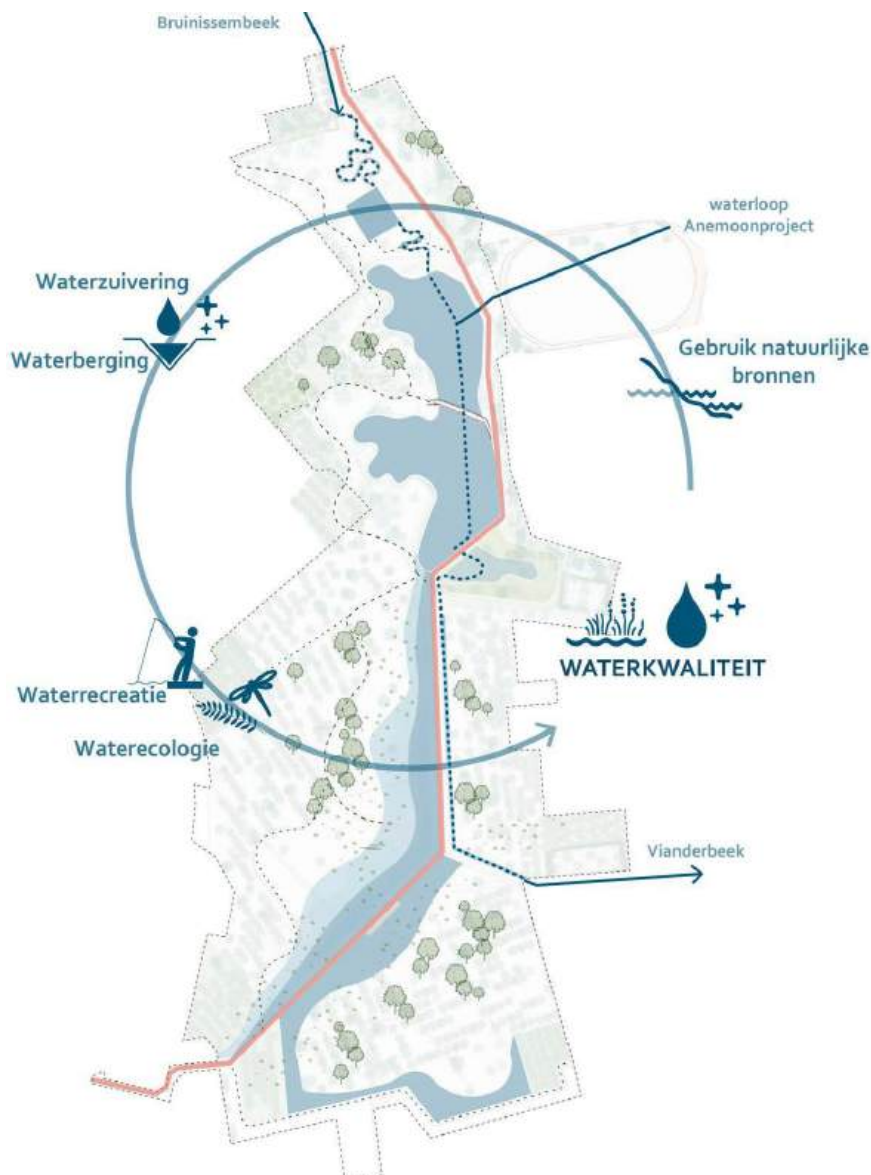 Bruinissembeek
waterloop
Anemoonproject
Waterzuivering
Waterberging
Gebruik natuurlijke
bronnen
WATERKWALITEIT
Waterrecreatie
Waterecologie
Vianderbeek